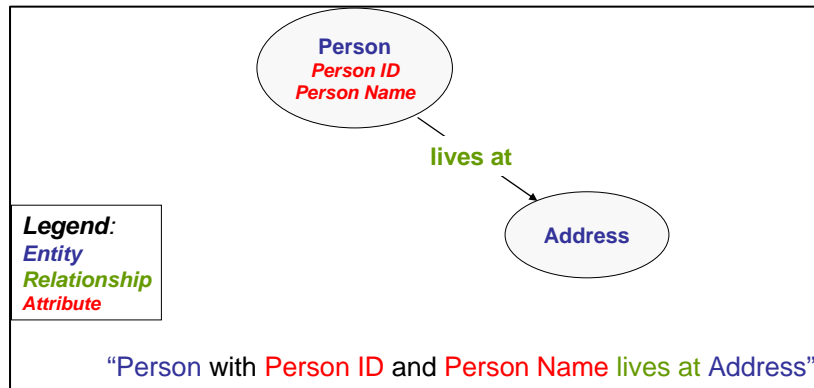 Person
Person ID
Person Name
lives at
Address
Legend:
Entity
Relationship
Attribute
“Person with Person ID and Person Name lives at Address”